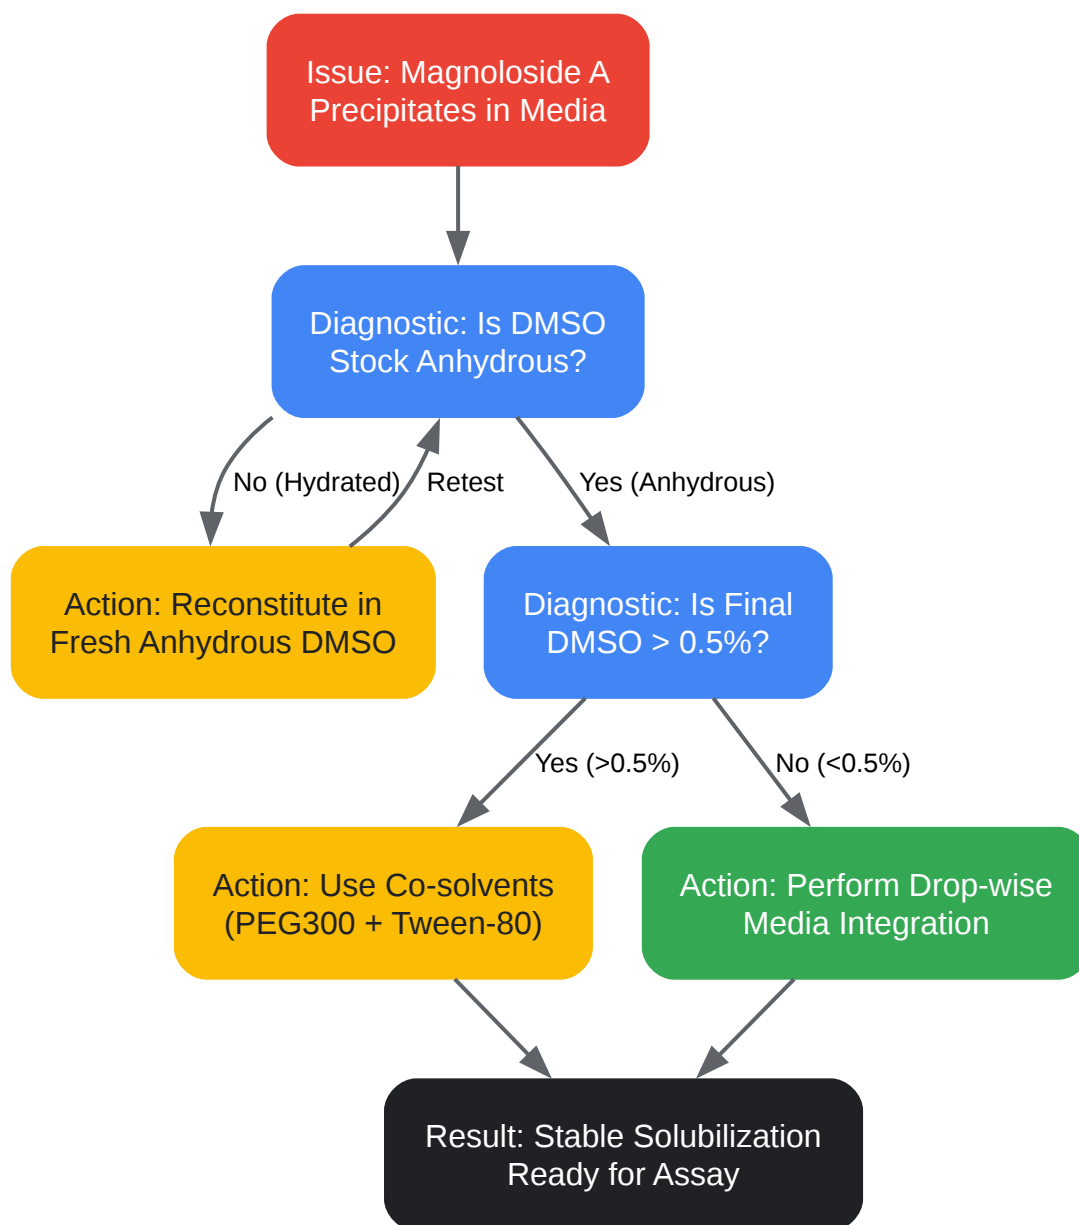 Issue: Magnoloside A
Precipitates in Media
Diagnostic: Is DMSO
Stock Anhydrous?
No (Hydrated)
Retest
Yes (Anhydrous)
Action: Reconstitute in
Fresh Anhydrous DMSO
Diagnostic: Is Final
DMSO > 0.5%?
Yes (>0.5%)
No (<0.5%)
Action: Use Co-solvents
(PEG300 + Tween-80)
Action: Perform Drop-wise
Media Integration
Result: Stable Solubilization
Ready for Assay